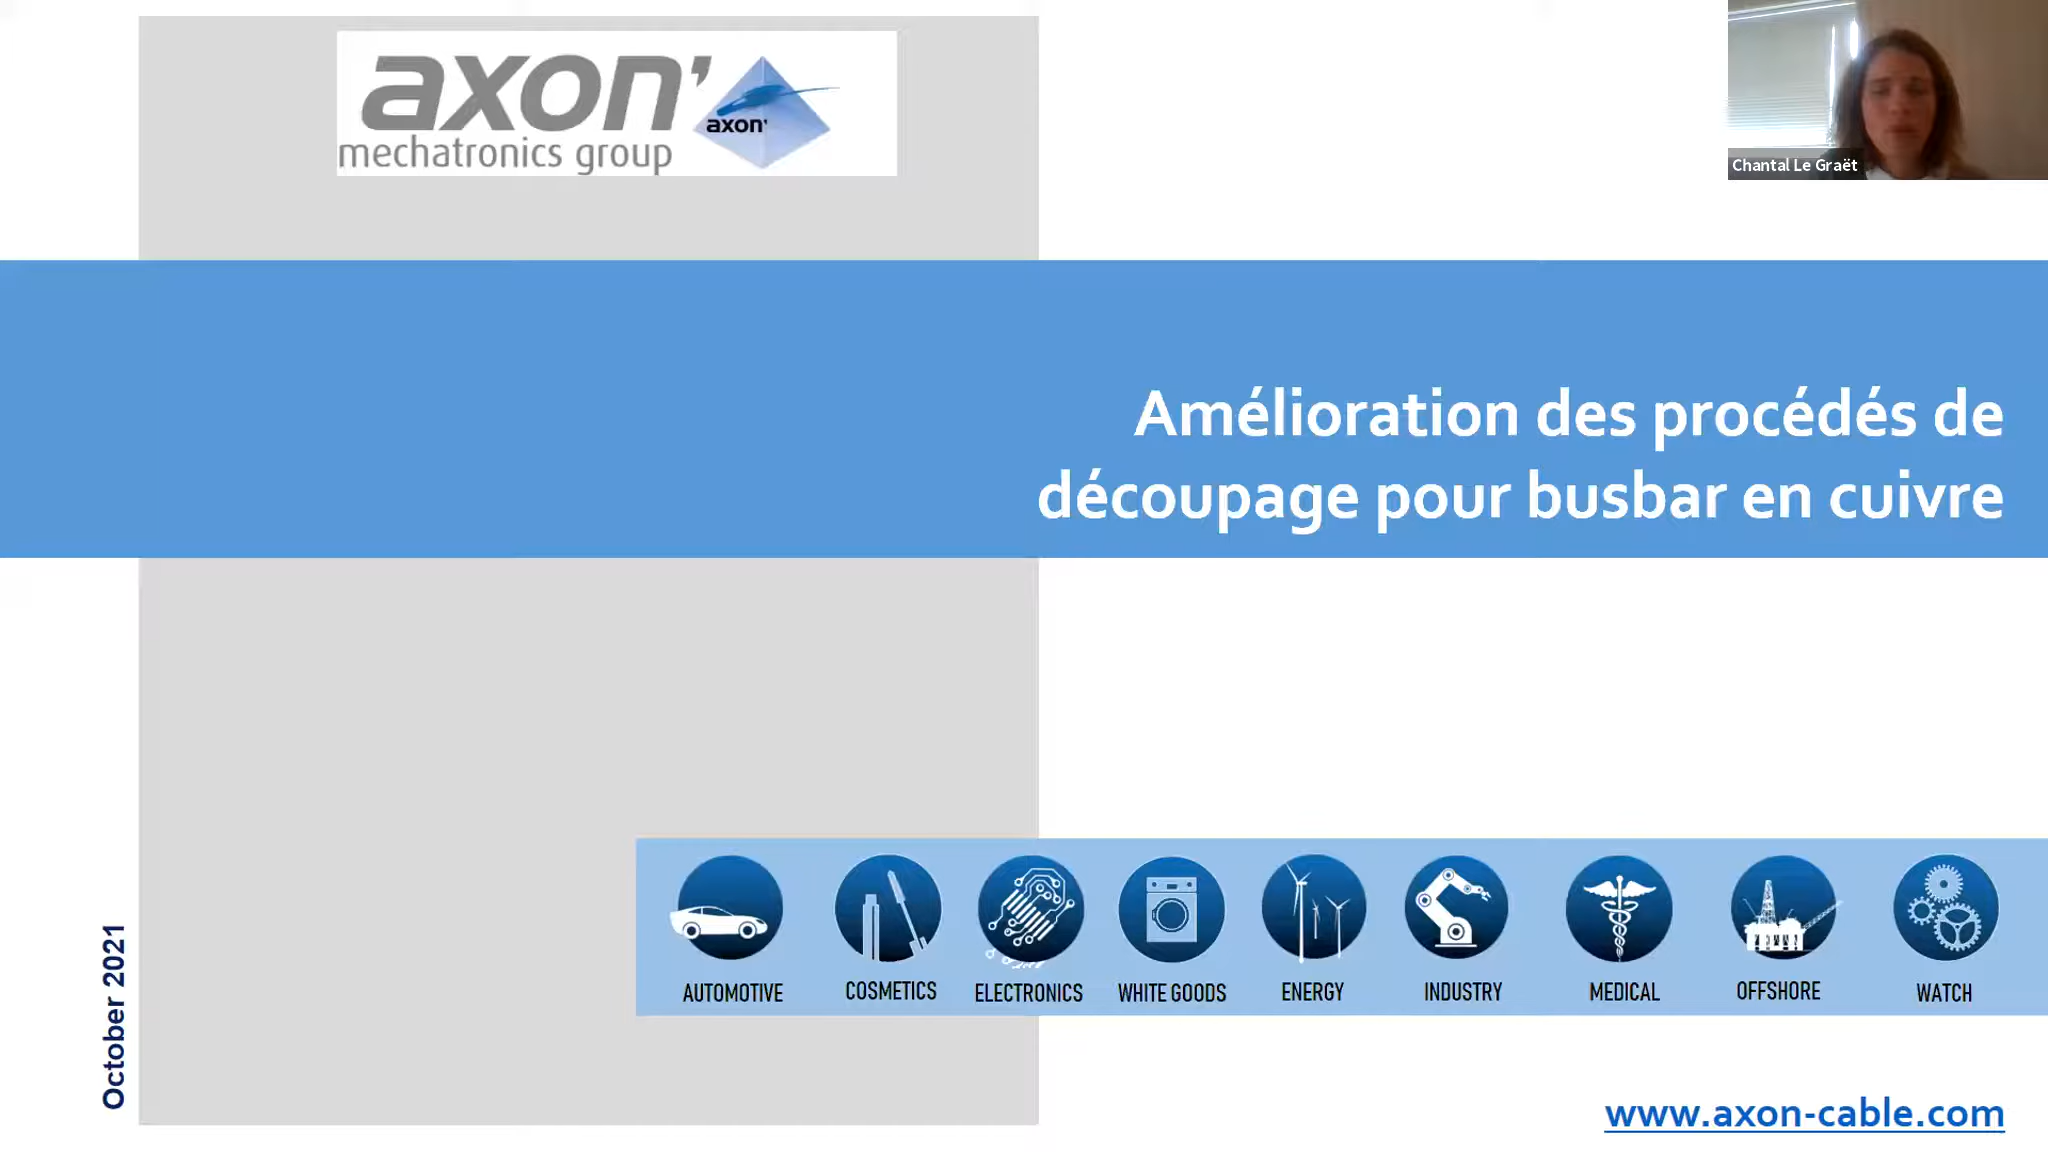 axon'
mechatronics group
axon'
Chantal Le Graët
Amélioration des procédés de
découpage pour busbar en cuivre
October 2021
AUTOMOTIVE
COSMETICS
ELECTRONICS
WHITE GOODS
ENERGY
INDUSTRY
MEDICAL
OFFSHORE
WATCH
www.axon-cable.com